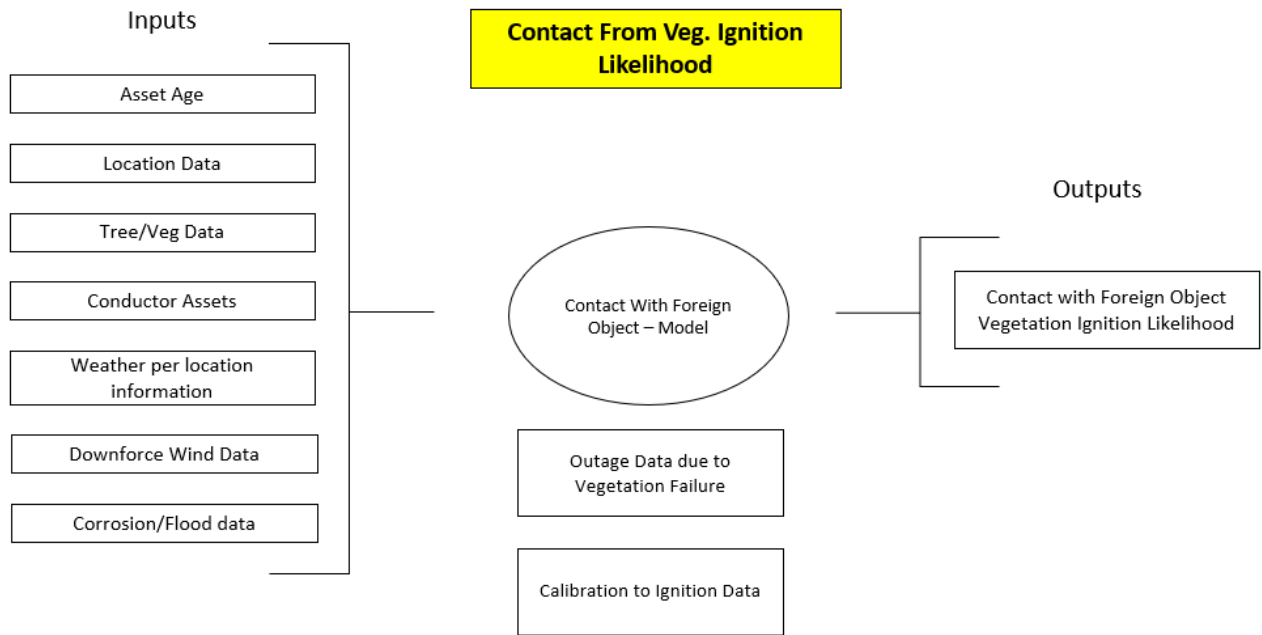 Inputs
Contact From Veg. Ignition
Likelihood
Asset Age
Location Data
Tree/Veg Data
Conductor Assets
Weather per location
information
Downforce Wind Data
Corrosion/Flood data
Contact With Foreign
Object – Model
Outage Data due to
Vegetation Failure
Calibration to Ignition Data
Outputs
Contact with Foreign Object
Vegetation Ignition Likelihood